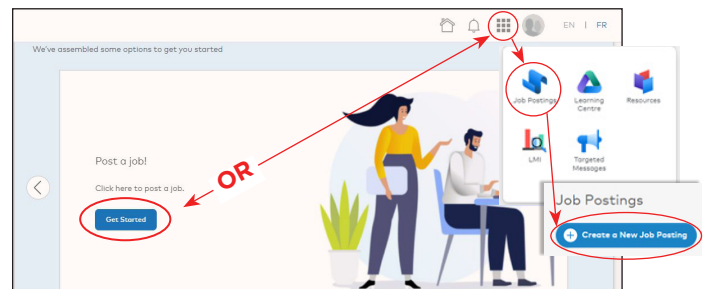 EN | FR
We've assembled some options to get you started
Job Postings
Learning
Centre
Resources
LMI
Targeted
Messages
Post a job!
OR
Click here to post a job.
Get Started
Job Postings
Create a New Job Posting